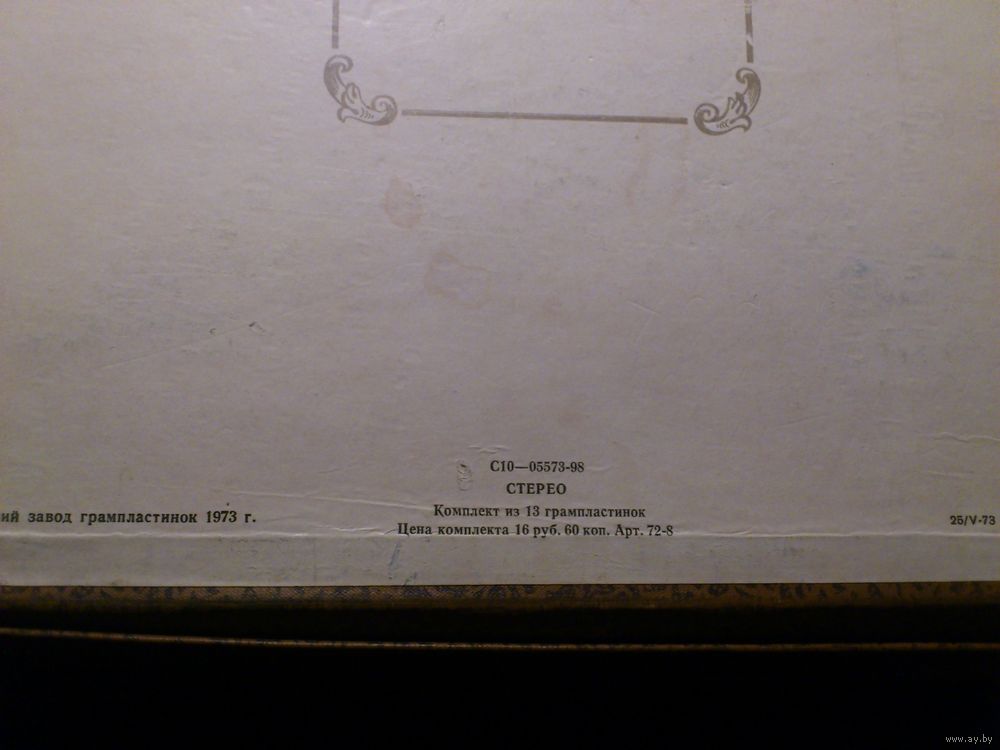 С10—05573-98
СТЕРЕО
Комплект из 13 грампластинок
Цена комплекта 16 руб. 60 коп. Арт. 72-8
ий завод грампластинок 1973 г.
25/V-73
www.ay.by